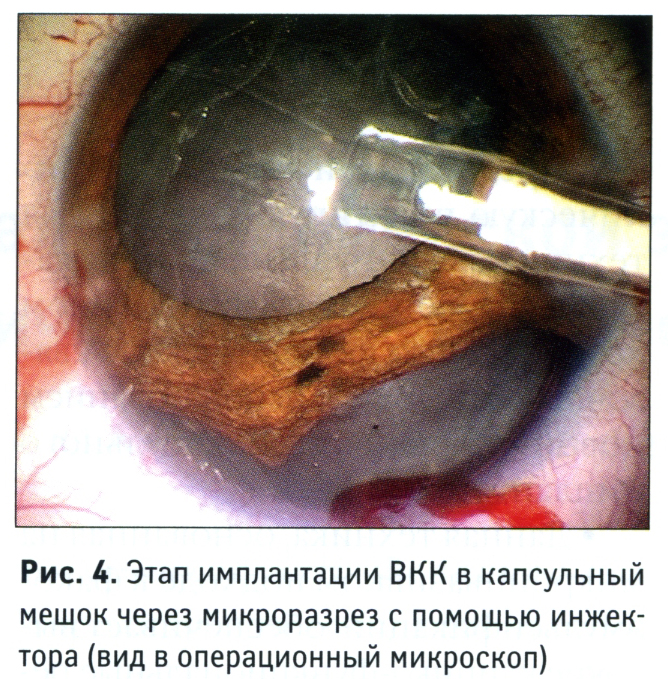 Рис. 4. Этап имплантации ВКК в капсульный
мешок через микроразрез с помощью инжек-
тора (вид в операционный микроскоп)